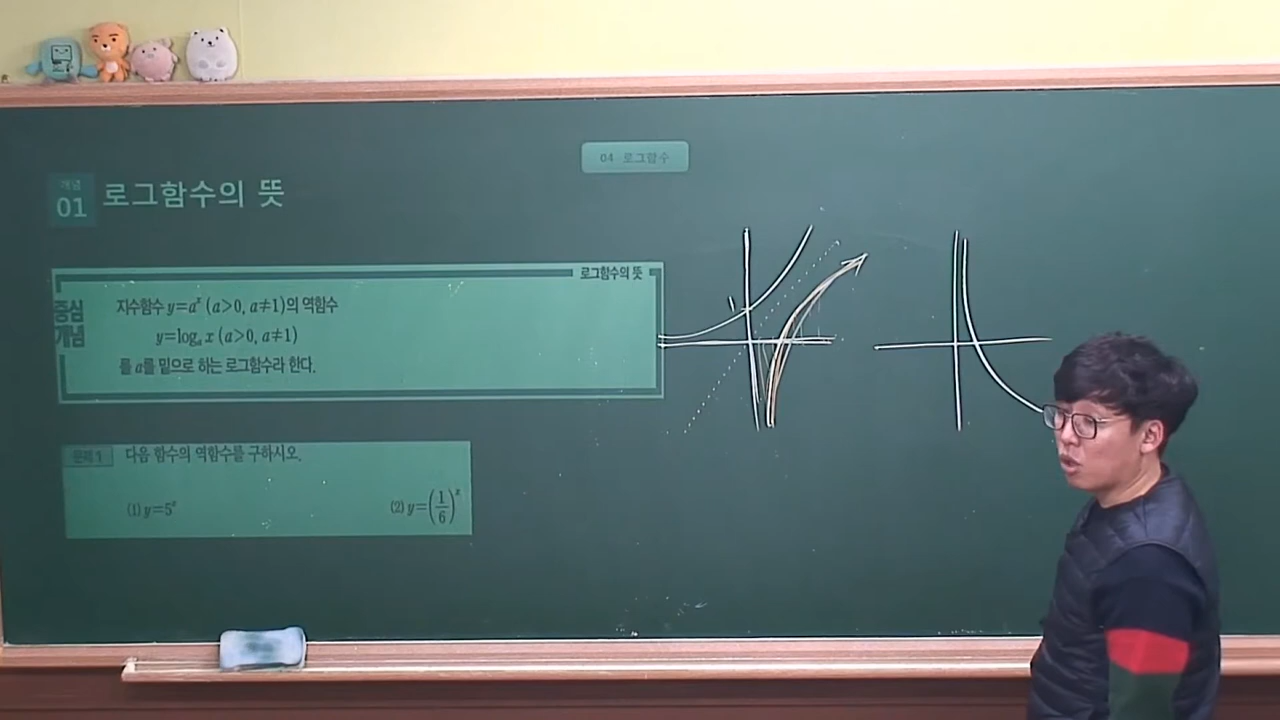 04 로그함수
개념
01 로그함수의 뜻
로그함수의 뜻
중심
개념
지수함수 y=aˣ (a>0, a≠1)의 역함수
y=logₐ x (a>0, a≠1)
를 a를 밑으로 하는 로그함수라 한다.
문제 1 다음 함수의 역함수를 구하시오.
(1) y=5ˣ (2) y=(1/6)ˣ